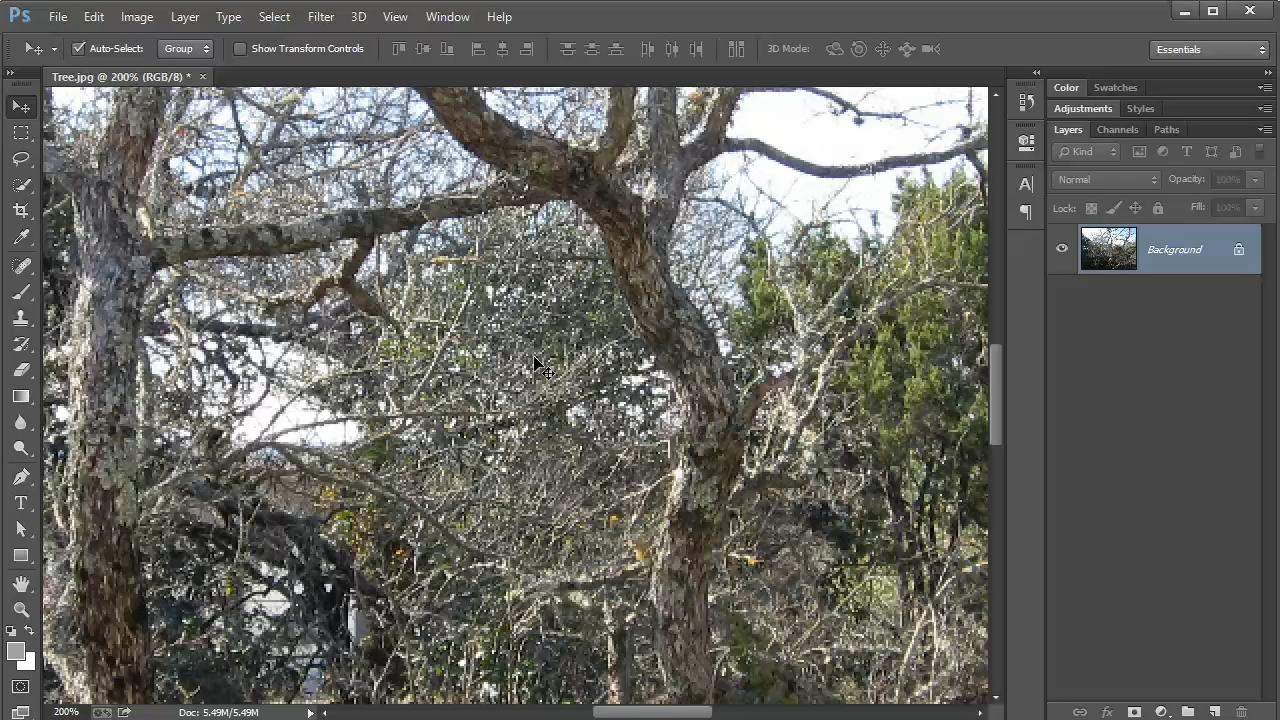 Ps File Edit Image Layer Type Select Filter 3D View Window Help
Auto-Select: Group Show Transform Controls 3D Mode: Essentials
Tree.jpg @ 200% (RGB/8) * ×
Color Swatches
Adjustments Styles
Layers Channels Paths
Kind
Normal Opacity: 100%
Lock: Fill: 100%
Background
200% Doc: 5.49M/5.49M